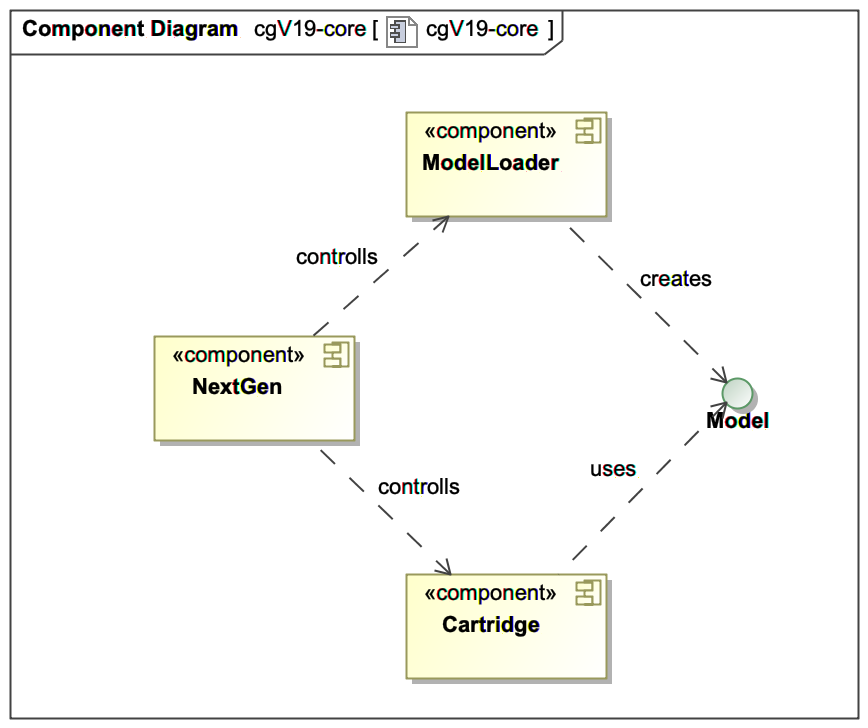 Component Diagram cgV19-core [ cgV19-core ]
«component»
ModelLoader
controlls
creates
«component»
NextGen
Model
controlls
uses
«component»
Cartridge